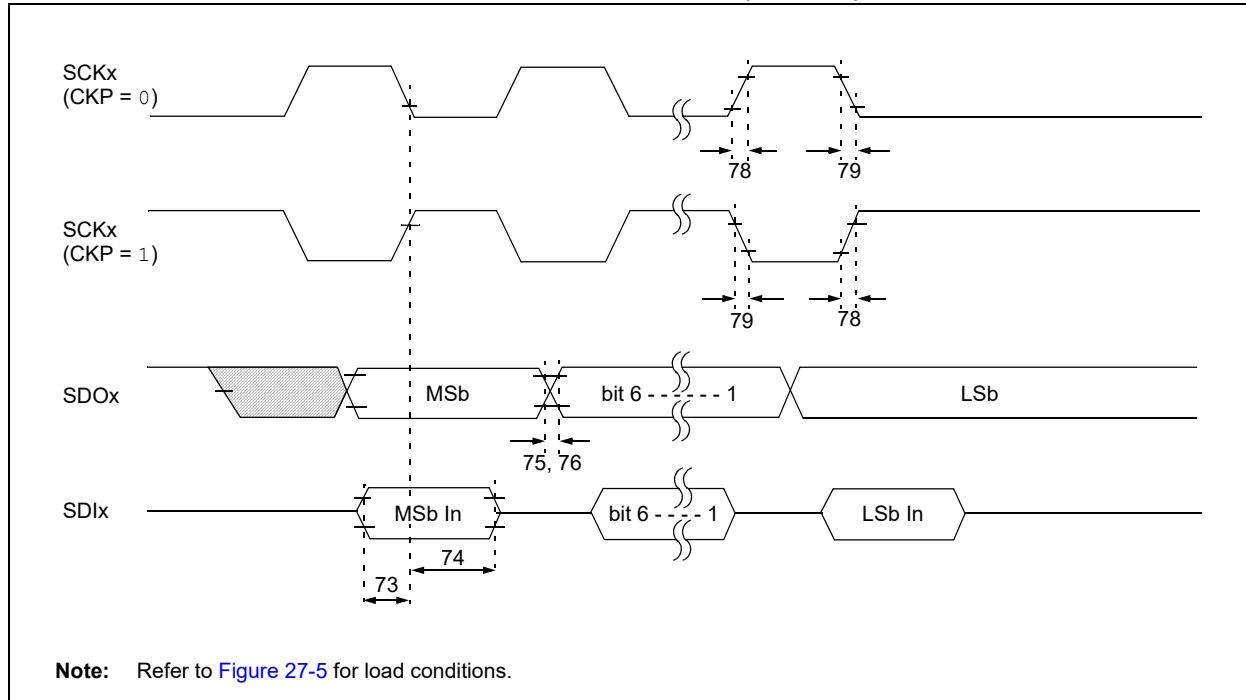 SCKx
(CKP = 0)
78
79
SCKx
(CKP = 1)
79
78
SDOx
MSb
bit 6 - - - - - - 1
LSb
75, 76
SDIx
MSb In
bit 6 - - - - - 1
LSb In
74
73
Note: Refer to Figure 27-5 for load conditions.